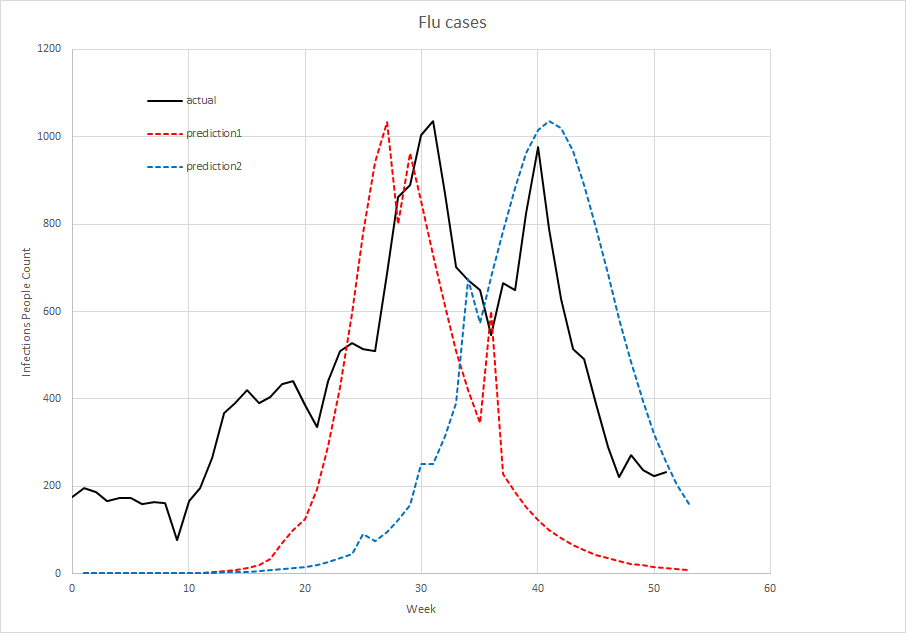 Flu cases
1200
1000
800
600
400
200
0
actual
prediction1
prediction2
Infections People Count
0 10 20 30 40 50 60
Week